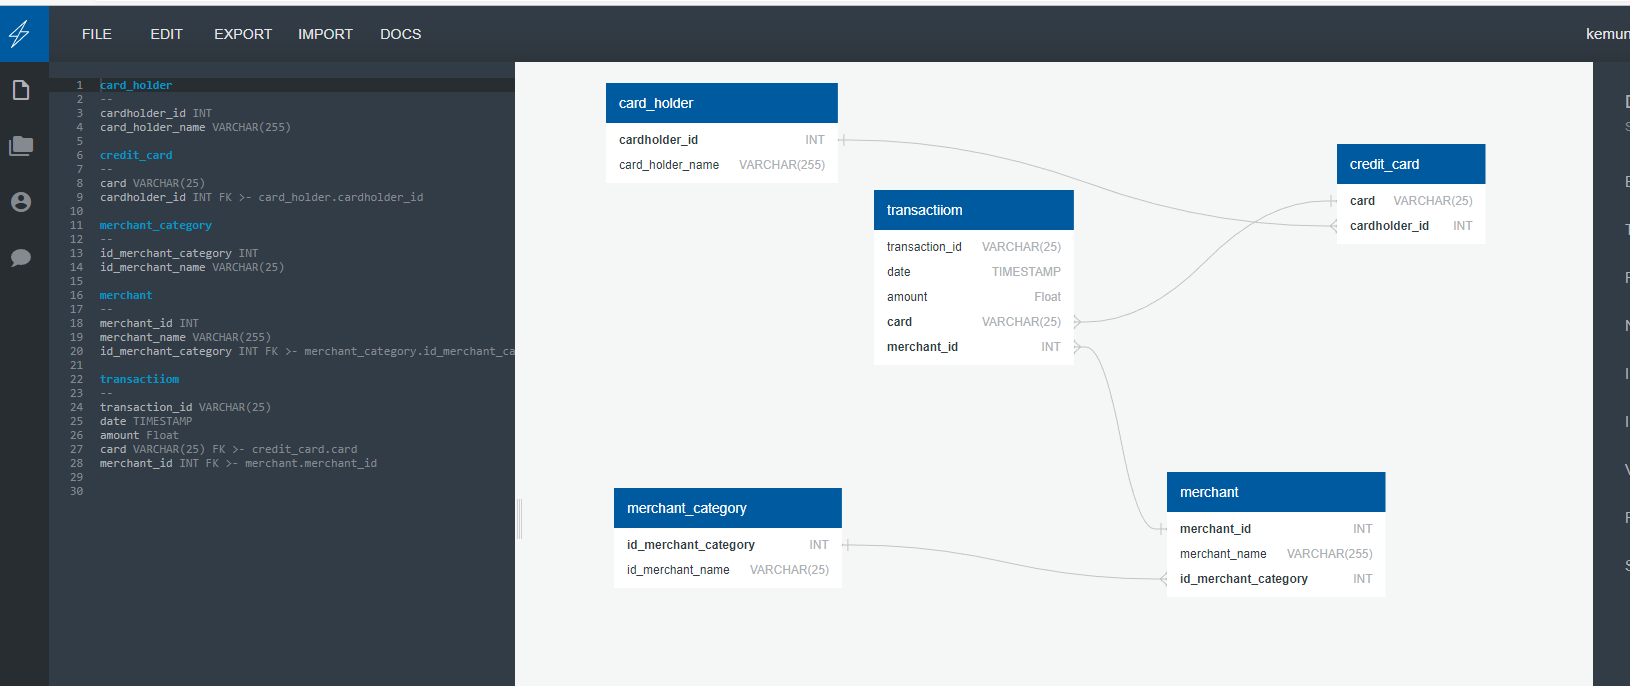 FILE EDIT EXPORT IMPORT DOCS kemun
1 card_holder
2 --
3 cardholder_id INT
4 card_holder_name VARCHAR(255)
5
6 credit_card
7 --
8 card VARCHAR(25)
9 cardholder_id INT FK >- card_holder.cardholder_id
10
11 merchant_category
12 --
13 id_merchant_category INT
14 id_merchant_name VARCHAR(25)
15
16 merchant
17 --
18 merchant_id INT
19 merchant_name VARCHAR(255)
20 id_merchant_category INT FK >- merchant_category.id_merchant_ca
21
22 transactiiom
23 --
24 transaction_id VARCHAR(25)
25 date TIMESTAMP
26 amount Float
27 card VARCHAR(25) FK >- credit_card.card
28 merchant_id INT FK >- merchant.merchant_id
29
30
card_holder
cardholder_id INT
card_holder_name VARCHAR(255)
credit_card
card VARCHAR(25)
cardholder_id INT
transactiiom
transaction_id VARCHAR(25)
date TIMESTAMP
amount Float
card VARCHAR(25)
merchant_id INT
merchant_category
id_merchant_category INT
id_merchant_name VARCHAR(25)
merchant
merchant_id INT
merchant_name VARCHAR(255)
id_merchant_category INT